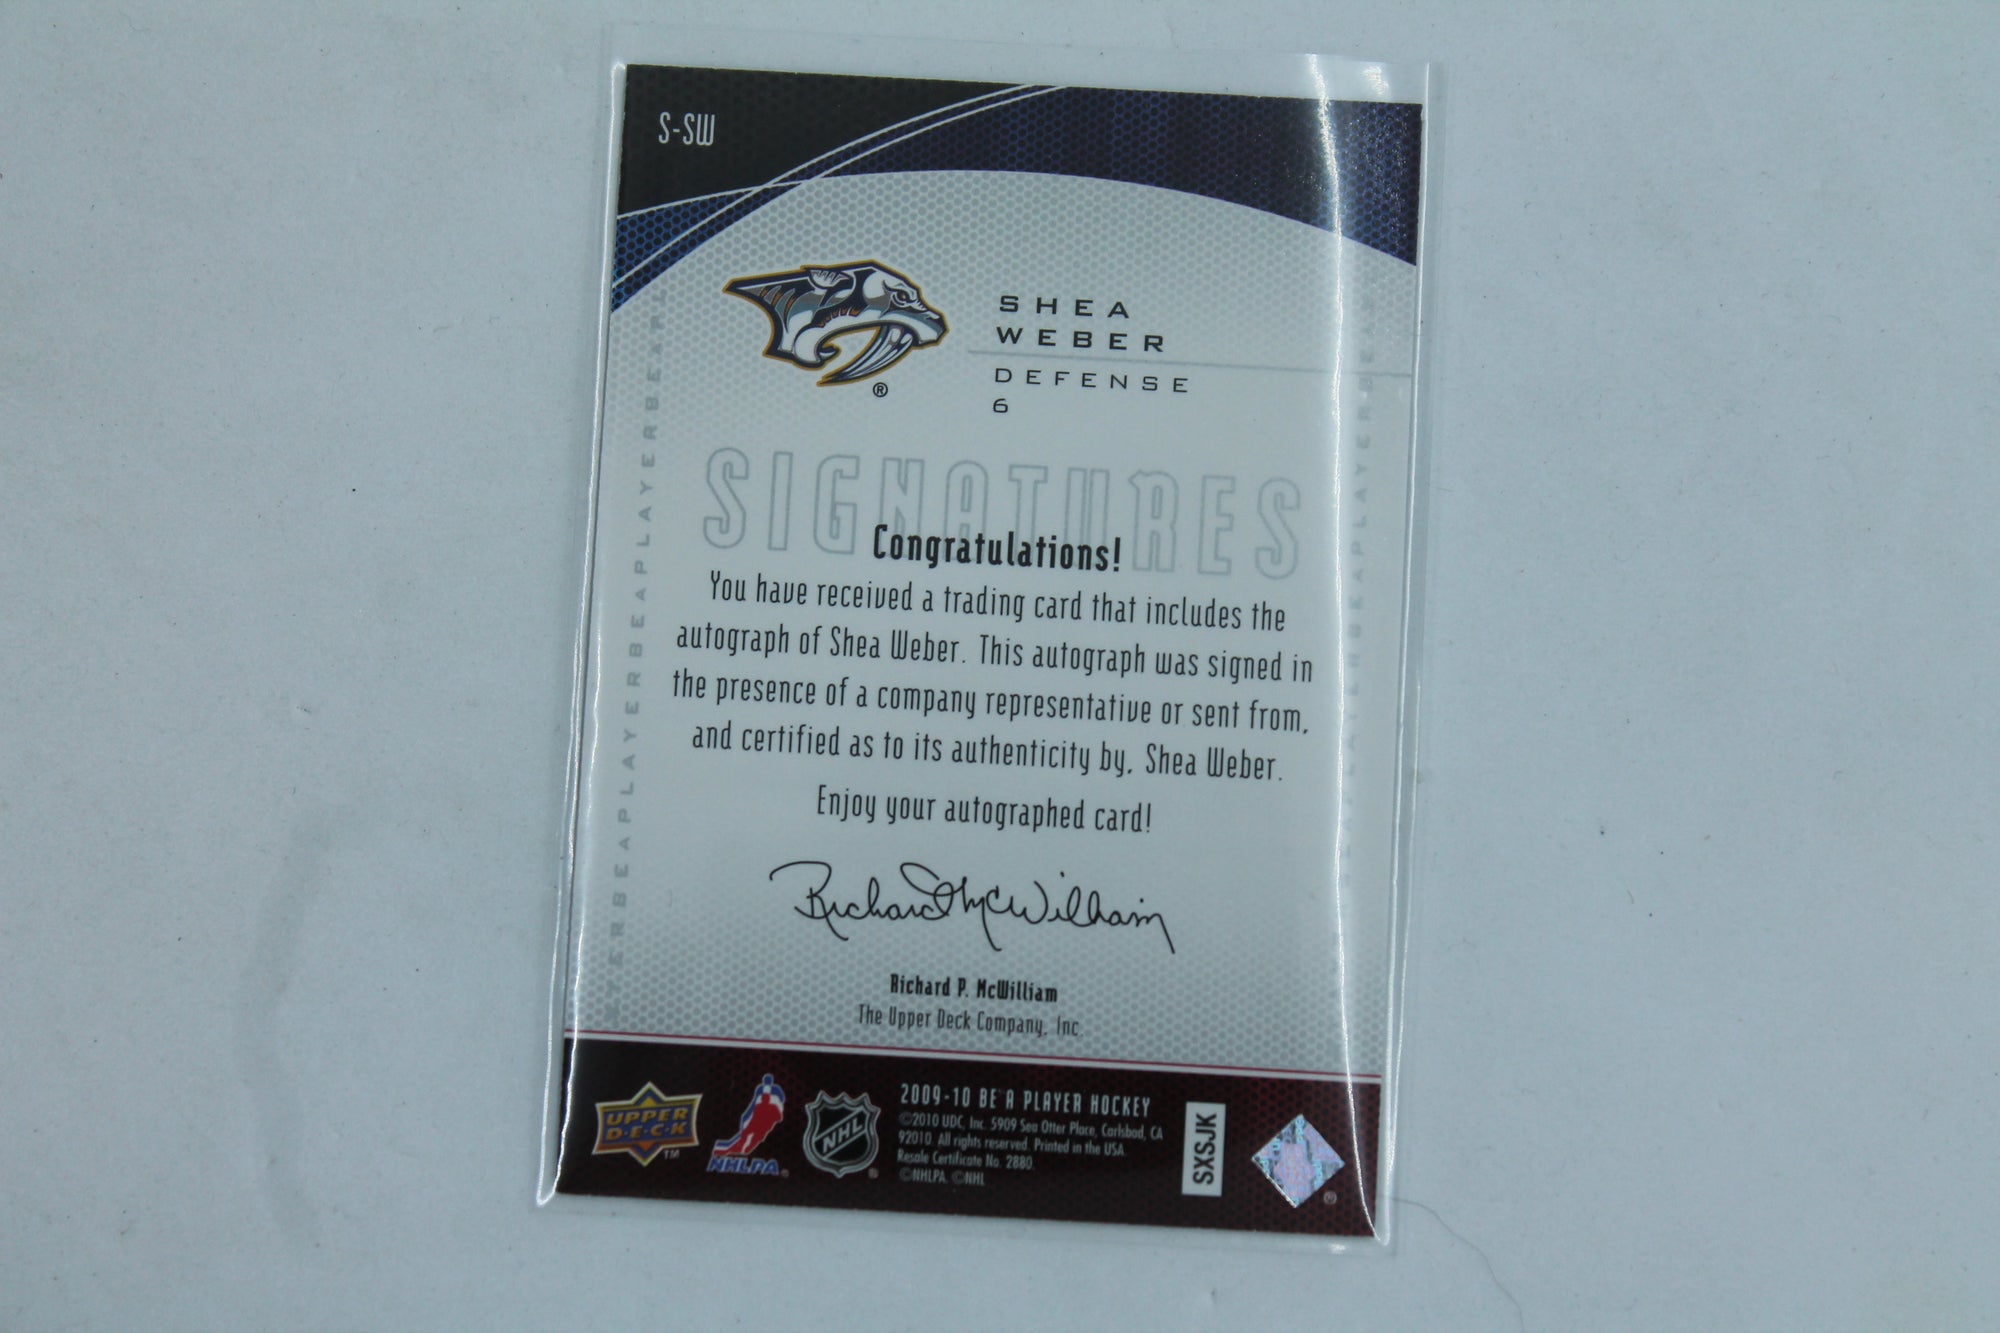 S-SW
SHEA
WEBER
DEFENSE
6
SIGNATURES
Congratulations!
You have received a trading card that includes the
autograph of Shea Weber. This autograph was signed in
the presence of a company representative or sent from,
and certified as to its authenticity by, Shea Weber.
Enjoy your autographed card!
Richard McWilliam
Richard P. McWilliam
The Upper Deck Company, Inc.
UPPER
D·E·C·K
TM
NHLPA
NHL
2009-10 BE A PLAYER HOCKEY
©2010 UDC, Inc. 5909 Sea Otter Place, Carlsbad, CA
92010. All rights reserved. Printed in the USA.
Resale Certificate No. 2880.
©NHLPA. ©NHL
SXSJK